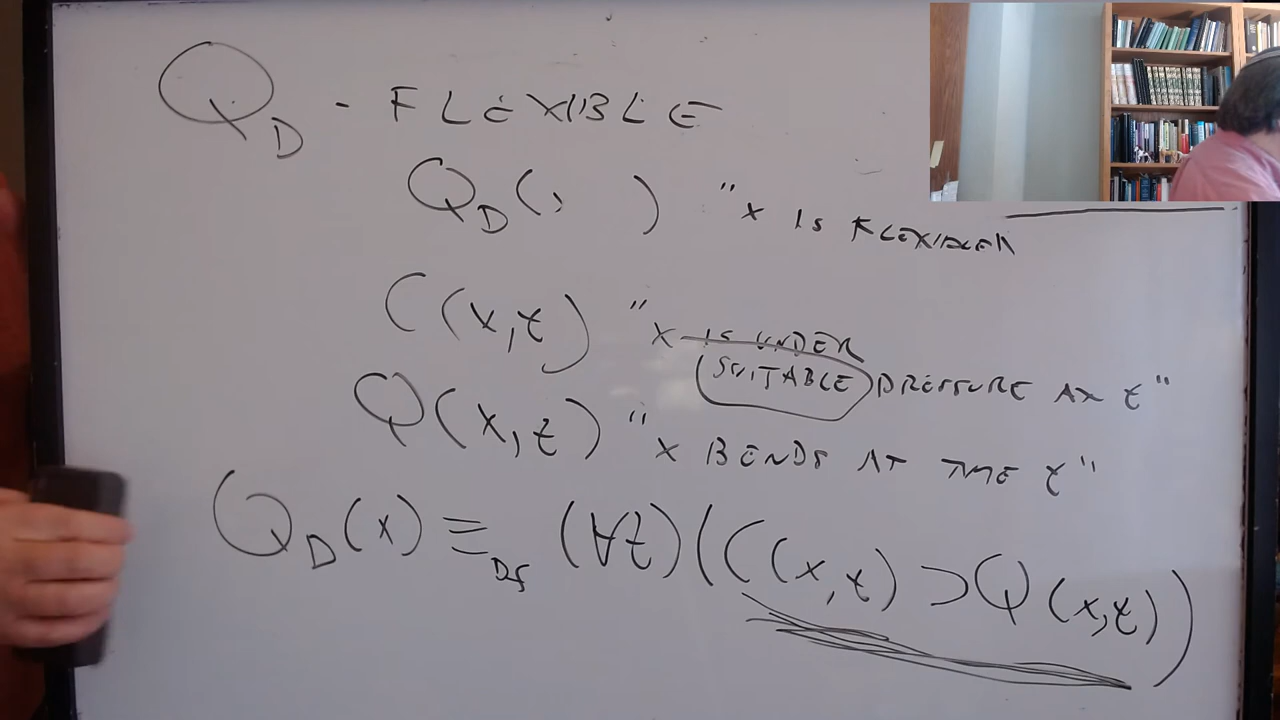 Q_D - FLEXIBLE
Q_D( , ) "x IS FLEXIBLE"
C(x,t) "x IS UNDER
SUITABLE PRESSURE AT t"
Q(x,t) "x BENDS AT TIME t"
Q_D(x) ≡_Df (∀t)(C(x,t) ⊃ Q(x,t))